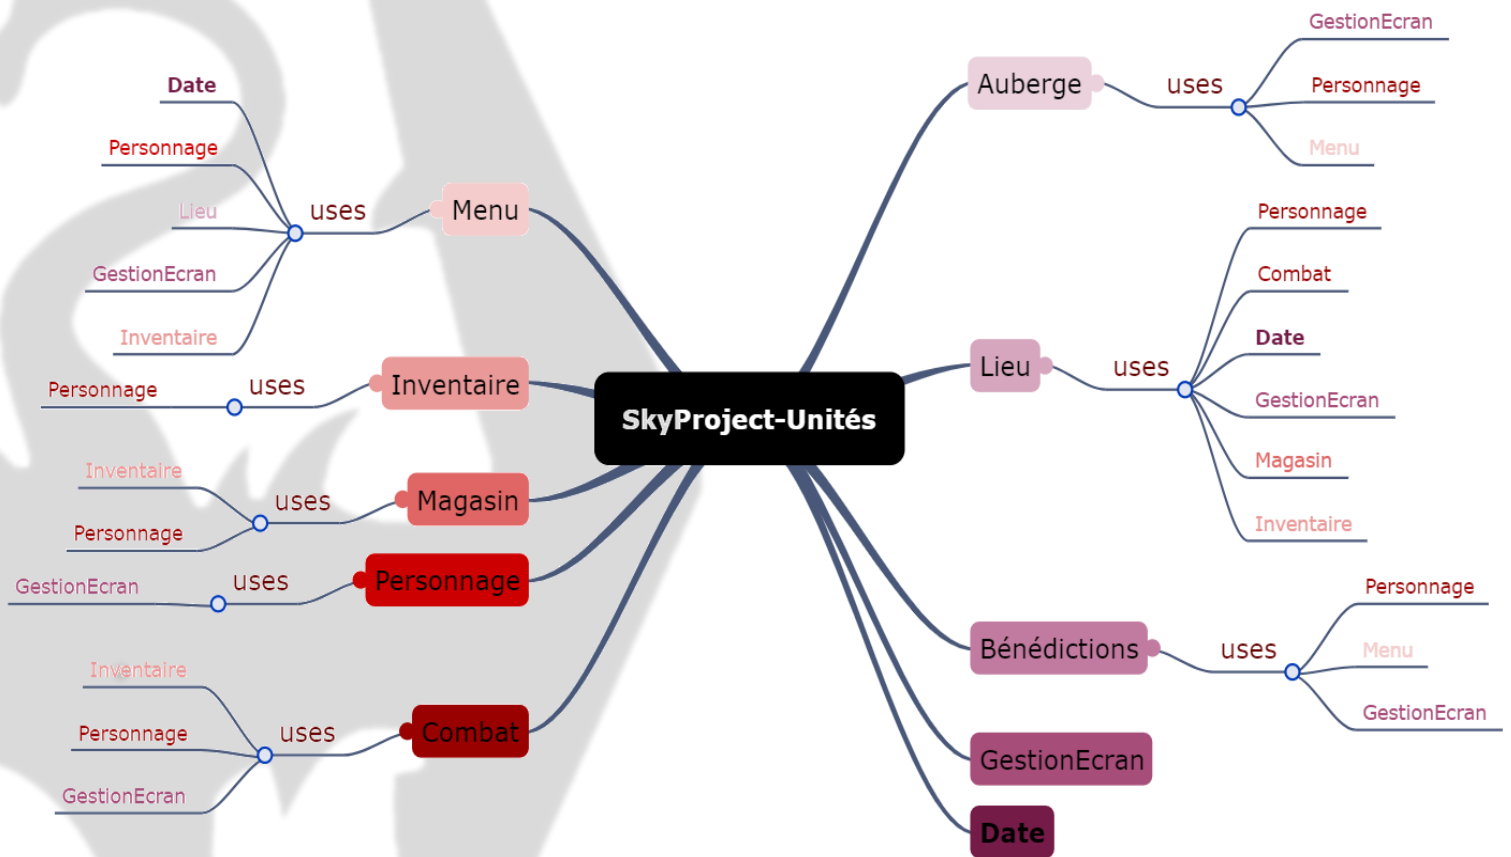 SkyProject-Unités
Menu
uses
Date
Personnage
Lieu
GestionEcran
Inventaire
Inventaire
uses
Personnage
Magasin
uses
Inventaire
Personnage
Personnage
uses
GestionEcran
Combat
uses
Inventaire
Personnage
GestionEcran
Auberge
uses
GestionEcran
Personnage
Menu
Lieu
uses
Personnage
Combat
Date
GestionEcran
Magasin
Inventaire
Bénédictions
uses
Personnage
Menu
GestionEcran
GestionEcran
Date